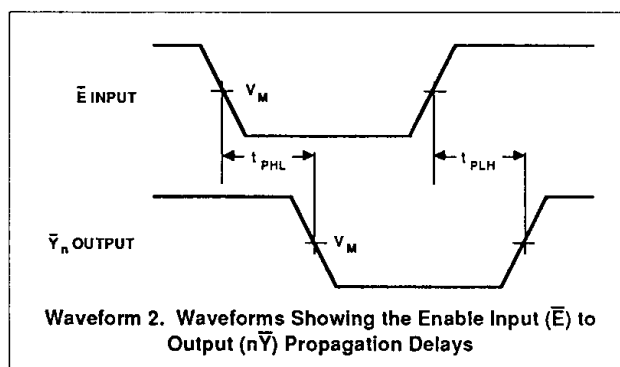 Ē INPUT
V_M
t_PHL
t_PLH
Ȳ_n OUTPUT
V_M
Waveform 2. Waveforms Showing the Enable Input (Ē) to
Output (nȲ) Propagation Delays